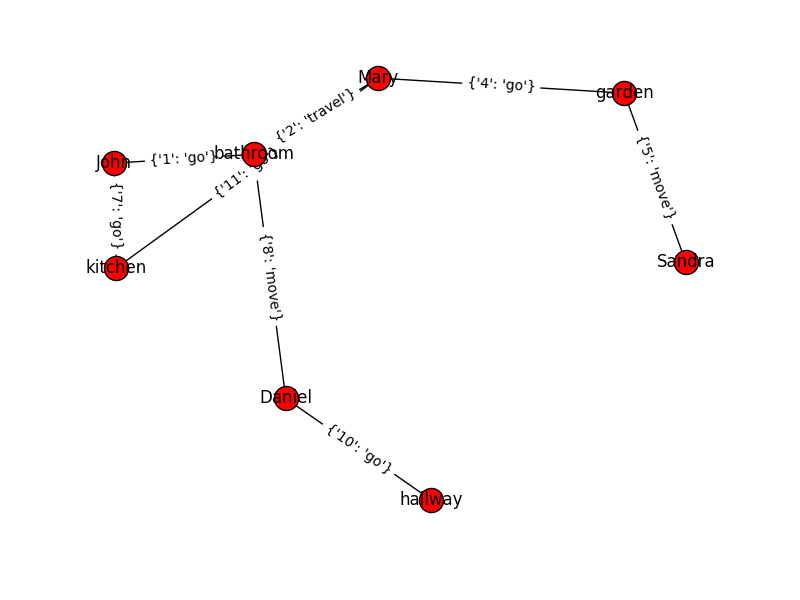 Mary
{'4': 'go'}
garden
{'2': 'travel'}
John
{'1': 'go'}
bathroom
{'11': 'go'}
{'5': 'move'}
{'7': 'go'}
kitchen
Sandra
{'8': 'move'}
Daniel
{'10': 'go'}
hallway